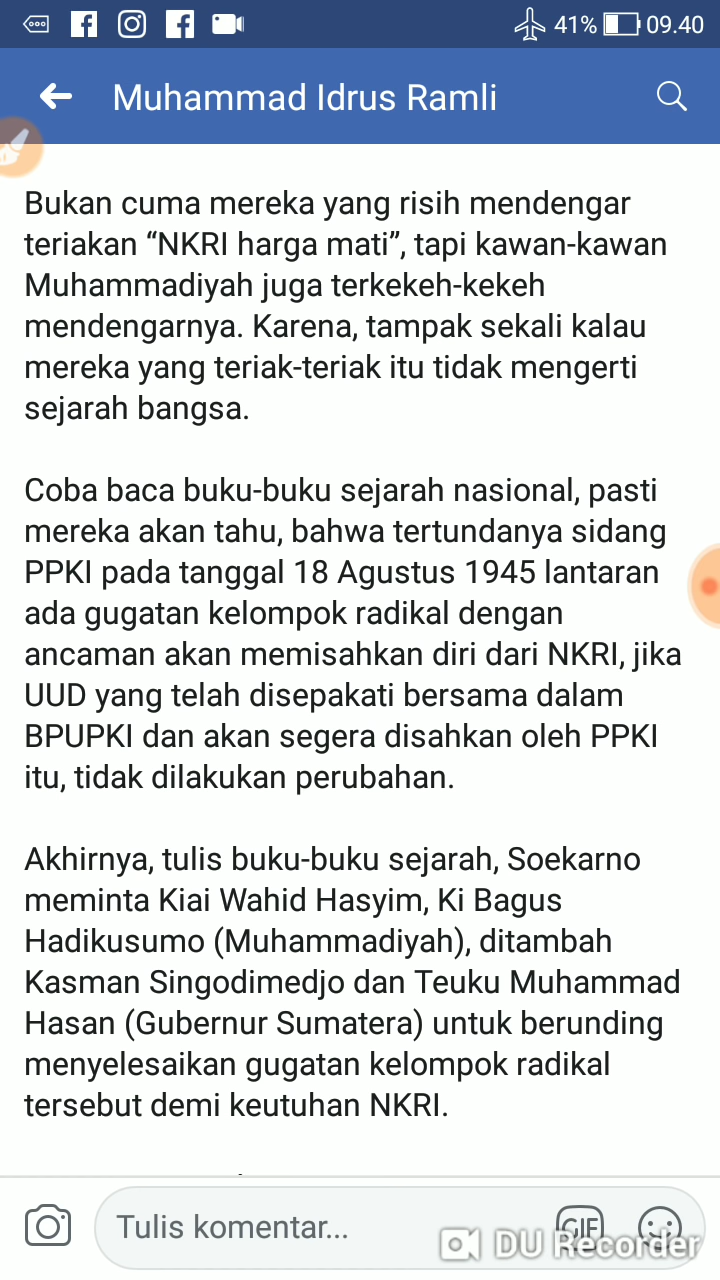 41% 09.40
Muhammad Idrus Ramli
Bukan cuma mereka yang risih mendengar
teriakan “NKRI harga mati”, tapi kawan-kawan
Muhammadiyah juga terkekeh-kekeh
mendengarnya. Karena, tampak sekali kalau
mereka yang teriak-teriak itu tidak mengerti
sejarah bangsa.
Coba baca buku-buku sejarah nasional, pasti
mereka akan tahu, bahwa tertundanya sidang
PPKI pada tanggal 18 Agustus 1945 lantaran
ada gugatan kelompok radikal dengan
ancaman akan memisahkan diri dari NKRI, jika
UUD yang telah disepakati bersama dalam
BPUPKI dan akan segera disahkan oleh PPKI
itu, tidak dilakukan perubahan.
Akhirnya, tulis buku-buku sejarah, Soekarno
meminta Kiai Wahid Hasyim, Ki Bagus
Hadikusumo (Muhammadiyah), ditambah
Kasman Singodimedjo dan Teuku Muhammad
Hasan (Gubernur Sumatera) untuk berunding
menyelesaikan gugatan kelompok radikal
tersebut demi keutuhan NKRI.
Tulis komentar...
GIF
DU Recorder